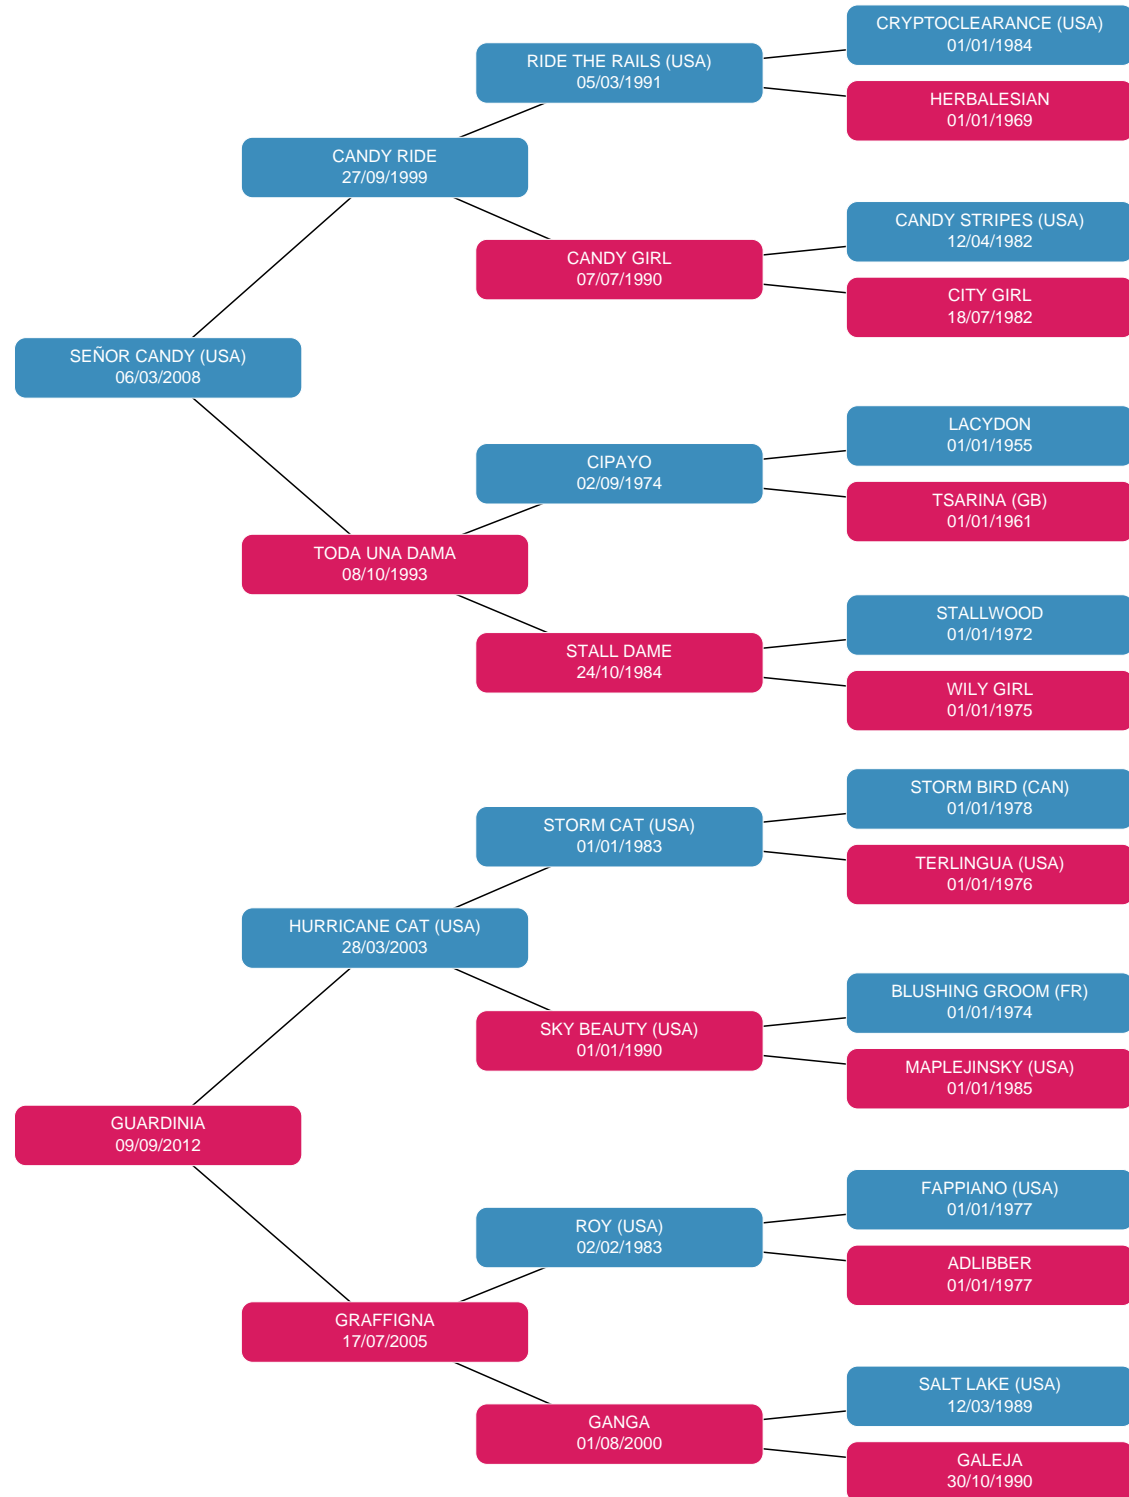 CRYPTOCLEARANCE (USA)
01/01/1984
RIDE THE RAILS (USA)
05/03/1991
HERBALESIAN
01/01/1969
CANDY RIDE
27/09/1999
CANDY STRIPES (USA)
12/04/1982
CANDY GIRL
07/07/1990
CITY GIRL
18/07/1982
SEÑOR CANDY (USA)
06/03/2008
LACYDON
01/01/1955
CIPAYO
02/09/1974
TSARINA (GB)
01/01/1961
TODA UNA DAMA
08/10/1993
STALLWOOD
01/01/1972
STALL DAME
24/10/1984
WILY GIRL
01/01/1975
STORM BIRD (CAN)
01/01/1978
STORM CAT (USA)
01/01/1983
TERLINGUA (USA)
01/01/1976
HURRICANE CAT (USA)
28/03/2003
BLUSHING GROOM (FR)
01/01/1974
SKY BEAUTY (USA)
01/01/1990
MAPLEJINSKY (USA)
01/01/1985
GUARDINIA
09/09/2012
FAPPIANO (USA)
01/01/1977
ROY (USA)
02/02/1983
ADLIBBER
01/01/1977
GRAFFIGNA
17/07/2005
SALT LAKE (USA)
12/03/1989
GANGA
01/08/2000
GALEJA
30/10/1990